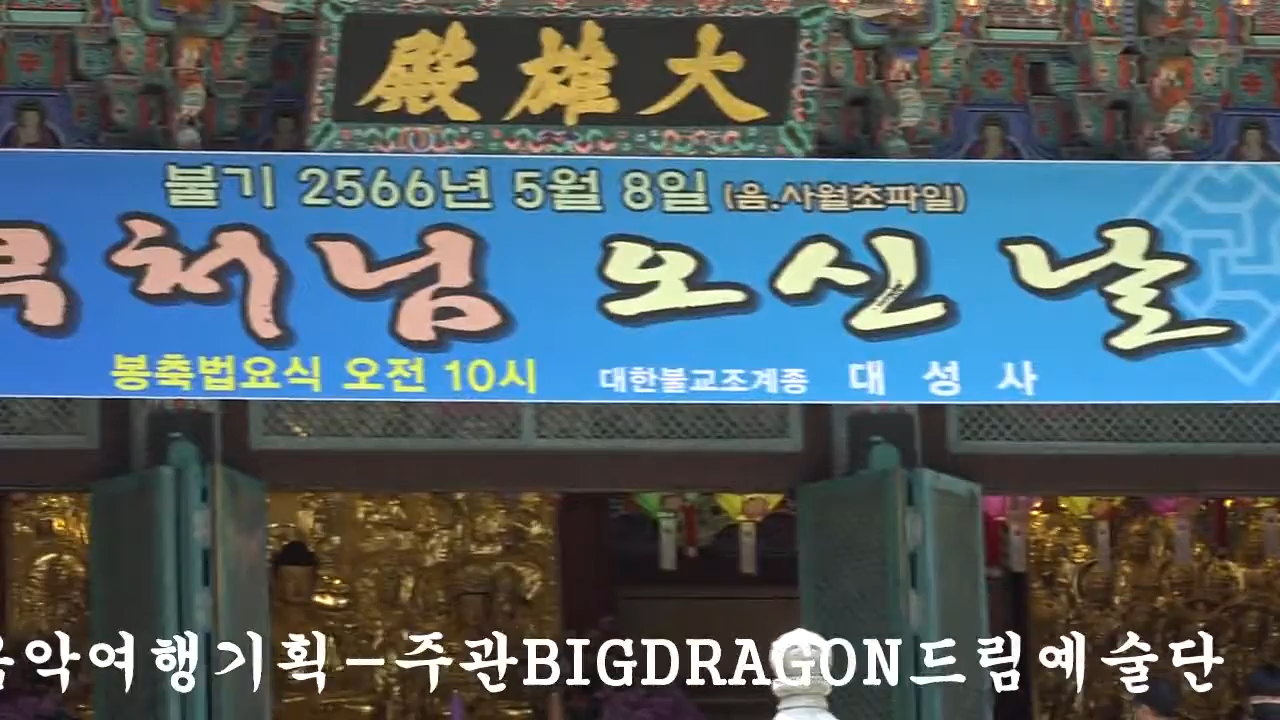 殿雄大
불기 2566년 5월 8일 (음.사월초파일)
처님 오신 날
봉축법요식 오전 10시 대한불교조계종 대 성 사
악여행기획-주관BIGDRAGON드림예술단